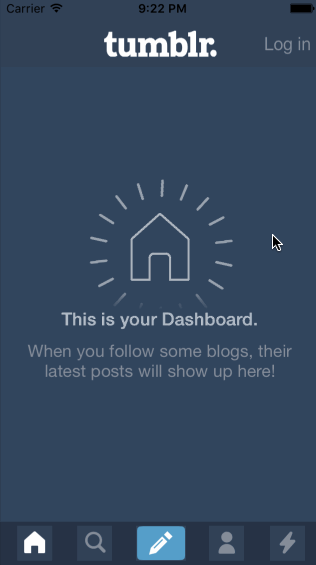 Carrier 9:22 PM
tumblr. Log in
This is your Dashboard.
When you follow some blogs, their
latest posts will show up here!